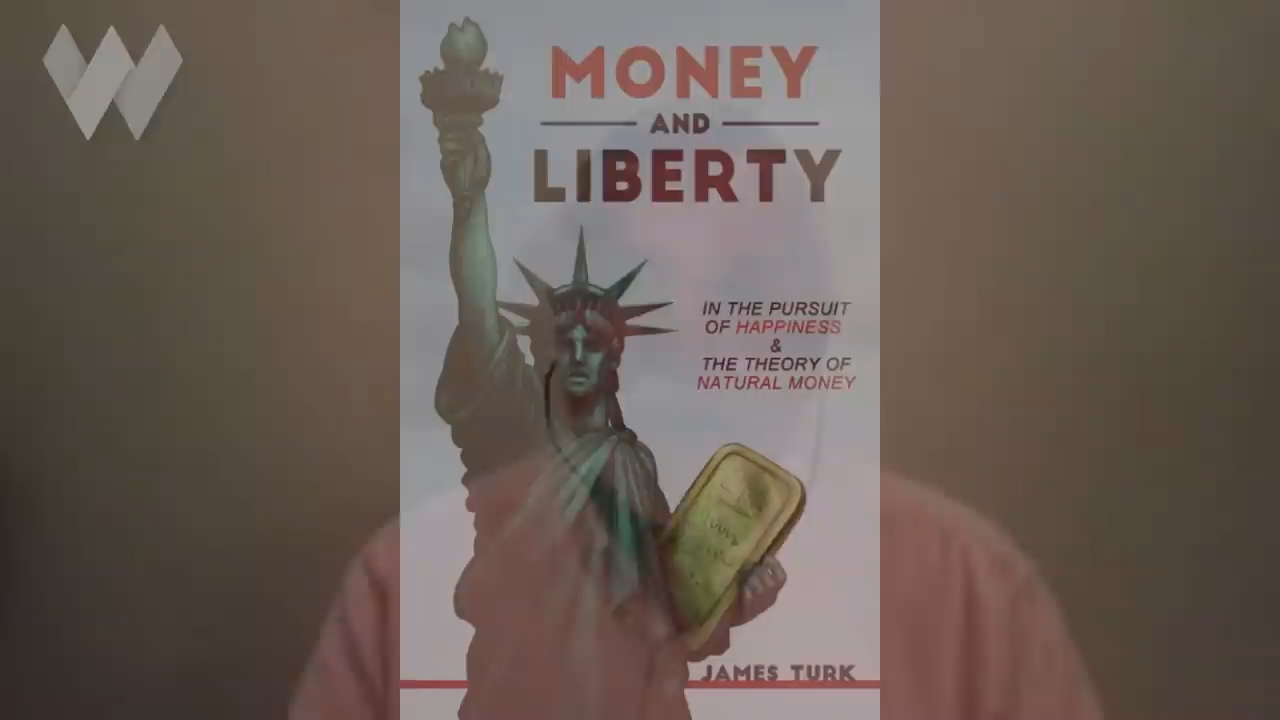 MONEY
AND
LIBERTY
IN THE PURSUIT
OF HAPPINESS
&
THE THEORY OF
NATURAL MONEY
JAMES TURK